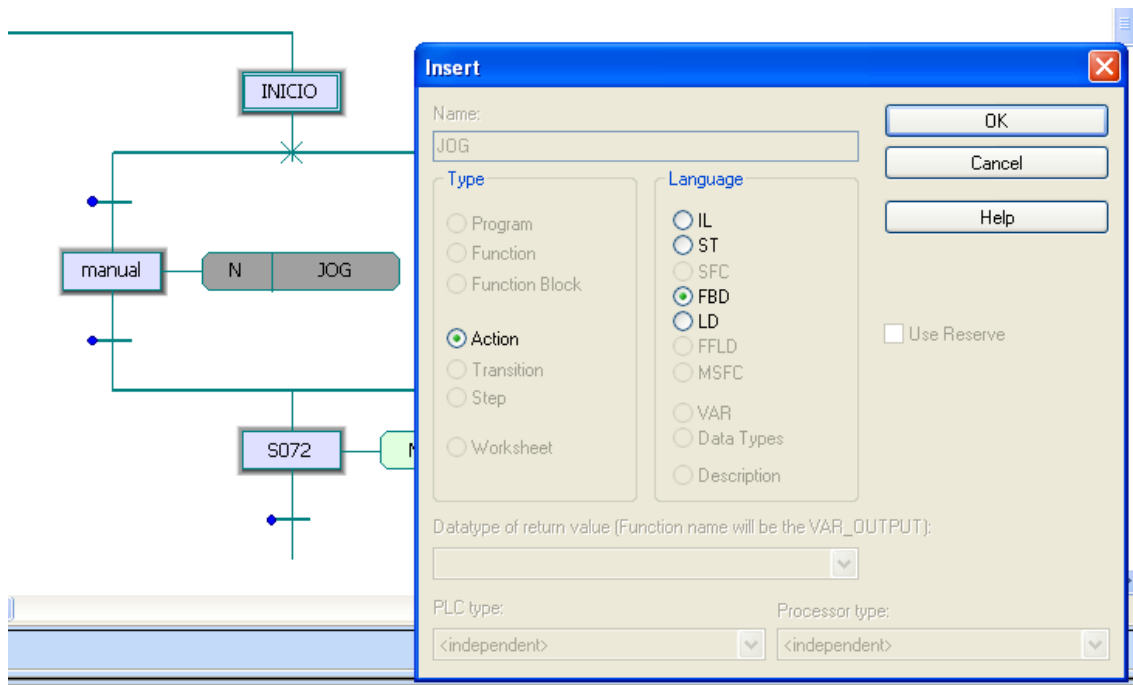 INICIO
manual
N
JOG
S072
Insert
Name:
JOG
OK
Cancel
Help
Type
Program
Function
Function Block
Action
Transition
Step
Worksheet
Language
IL
ST
SFC
FBD
LD
FFLD
MSFC
VAR
Data Types
Description
Use Reserve
Datatype of return value (Function name will be the VAR_OUTPUT):
PLC type:
<independent>
Processor type:
<independent>